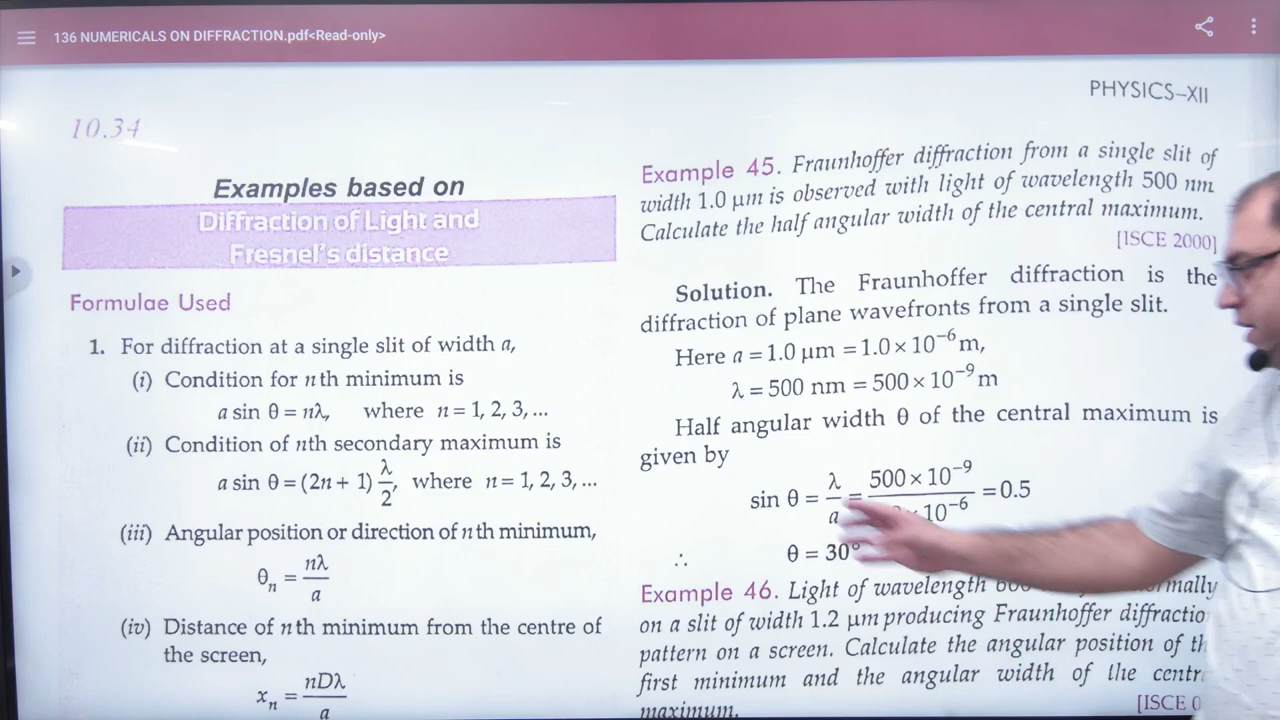 136 NUMERICALS ON DIFFRACTION.pdf<Read-only>
PHYSICS–XII
10.34
Examples based on
Diffraction of Light and
Fresnel's distance
Formulae Used
1. For diffraction at a single slit of width a,
(i) Condition for nth minimum is
a sin θ = nλ, where n = 1, 2, 3, ...
(ii) Condition of nth secondary maximum is
a sin θ = (2n + 1) λ/2, where n = 1, 2, 3, ...
(iii) Angular position or direction of nth minimum,
θₙ = nλ/a
(iv) Distance of nth minimum from the centre of
the screen,
xₙ = nDλ/a
Example 45. Fraunhoffer diffraction from a single slit of
width 1.0 μm is observed with light of wavelength 500 nm
Calculate the half angular width of the central maximum.
[ISCE 2000]
Solution. The Fraunhoffer diffraction is the
diffraction of plane wavefronts from a single slit.
Here a = 1.0 μm = 1.0 × 10⁻⁶ m,
λ = 500 nm = 500 × 10⁻⁹ m
Half angular width θ of the central maximum is
given by
sin θ = λ/a = 500 × 10⁻⁹ / × 10⁻⁶ = 0.5
∴ θ = 30°
Example 46. Light of wavelength
on a slit of width 1.2 μm producing Fraunhoffer
pattern on a screen. Calculate the angular position of
first minimum and the angular width of the
maximum. [ISCE